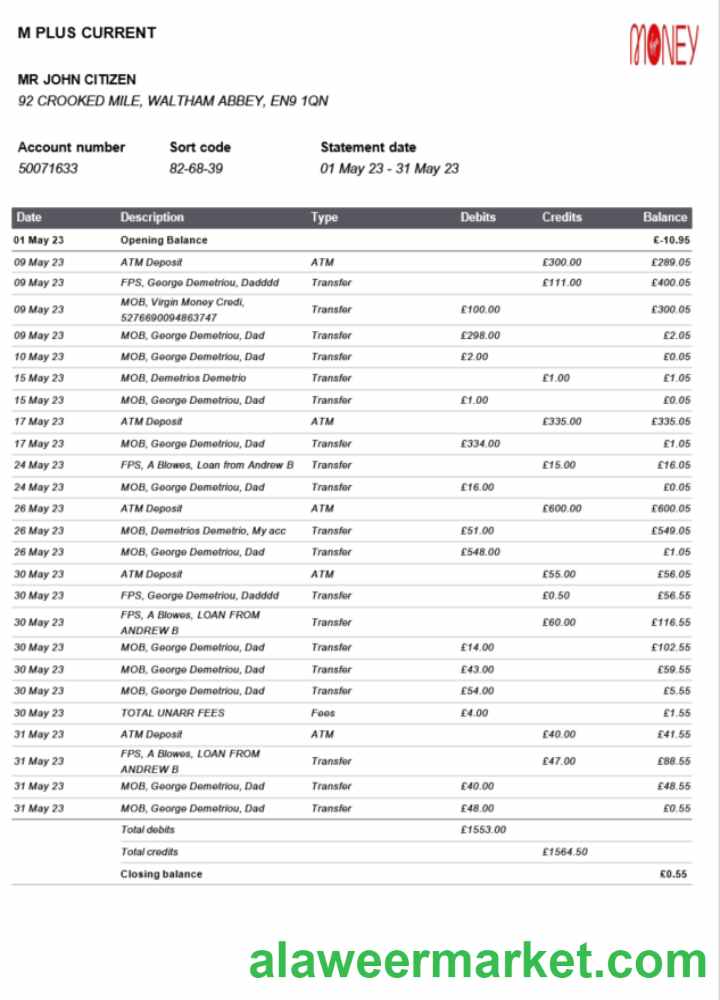 M PLUS CURRENT
MONEY
MR JOHN CITIZEN
92 CROOKED MILE, WALTHAM ABBEY, EN9 1QN
Account number Sort code Statement date
50071633 82-68-39 01 May 23 - 31 May 23
Date Description Type Debits Credits Balance
01 May 23 Opening Balance £-10.95
09 May 23 ATM Deposit ATM £300.00 £289.05
09 May 23 FPS, George Demetriou, Dadddd Transfer £111.00 £400.05
09 May 23 MOB, Virgin Money Credi, Transfer £100.00 £300.05
5276690094863747
09 May 23 MOB, George Demetriou, Dad Transfer £298.00 £2.05
10 May 23 MOB, George Demetriou, Dad Transfer £2.00 £0.05
15 May 23 MOB, Demetrios Demetrio Transfer £1.00 £1.05
15 May 23 MOB, George Demetriou, Dad Transfer £1.00 £0.05
17 May 23 ATM Deposit ATM £335.00 £335.05
17 May 23 MOB, George Demetriou, Dad Transfer £334.00 £1.05
24 May 23 FPS, A Blowes, Loan from Andrew B Transfer £15.00 £16.05
24 May 23 MOB, George Demetriou, Dad Transfer £16.00 £0.05
26 May 23 ATM Deposit ATM £600.00 £600.05
26 May 23 MOB, Demetrios Demetrio, My acc Transfer £51.00 £549.05
26 May 23 MOB, George Demetriou, Dad Transfer £548.00 £1.05
30 May 23 ATM Deposit ATM £55.00 £56.05
30 May 23 FPS, George Demetriou, Dadddd Transfer £0.50 £56.55
30 May 23 FPS, A Blowes, LOAN FROM Transfer £60.00 £116.55
ANDREW B
30 May 23 MOB, George Demetriou, Dad Transfer £14.00 £102.55
30 May 23 MOB, George Demetriou, Dad Transfer £43.00 £59.55
30 May 23 MOB, George Demetriou, Dad Transfer £54.00 £5.55
30 May 23 TOTAL UNARR FEES Fees £4.00 £1.55
31 May 23 ATM Deposit ATM £40.00 £41.55
31 May 23 FPS, A Blowes, LOAN FROM Transfer £47.00 £88.55
ANDREW B
31 May 23 MOB, George Demetriou, Dad Transfer £40.00 £48.55
31 May 23 MOB, George Demetriou, Dad Transfer £48.00 £0.55
Total debits £1553.00
Total credits £1564.50
Closing balance £0.55
alaweermarket.com